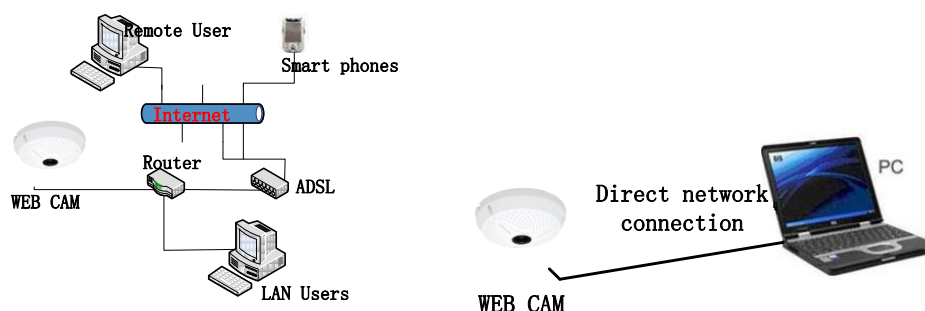 Remote User
Smart phones
Internet
Router
ADSL
WEB CAM
LAN Users
Direct network
connection
PC
WEB CAM